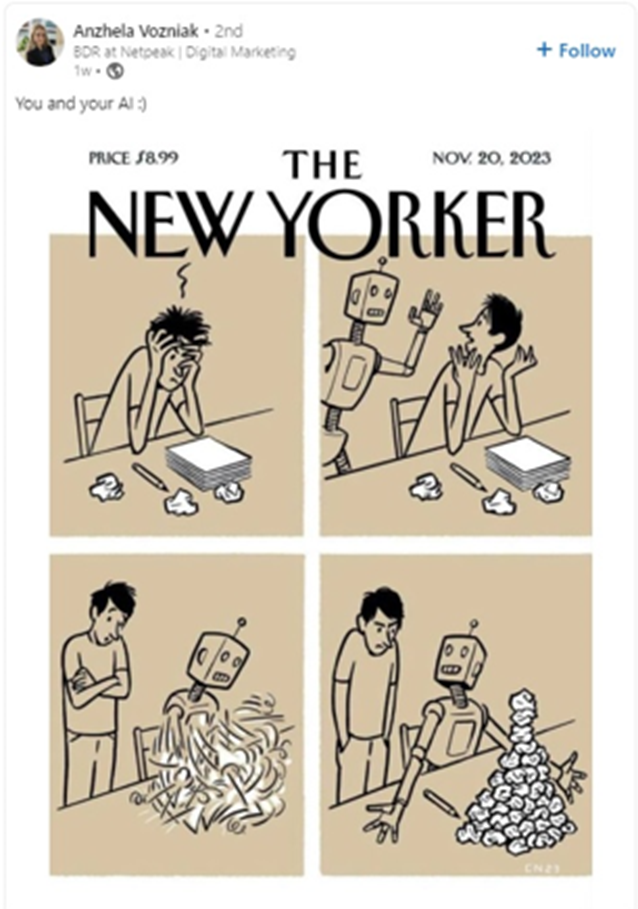 Anzhela Vozniak • 2nd
BDR at Netpeak | Digital Marketing
1w •
+ Follow
You and your AI :)
PRICE $8.99
THE
NOV. 20, 2023
NEW YORKER
CN23